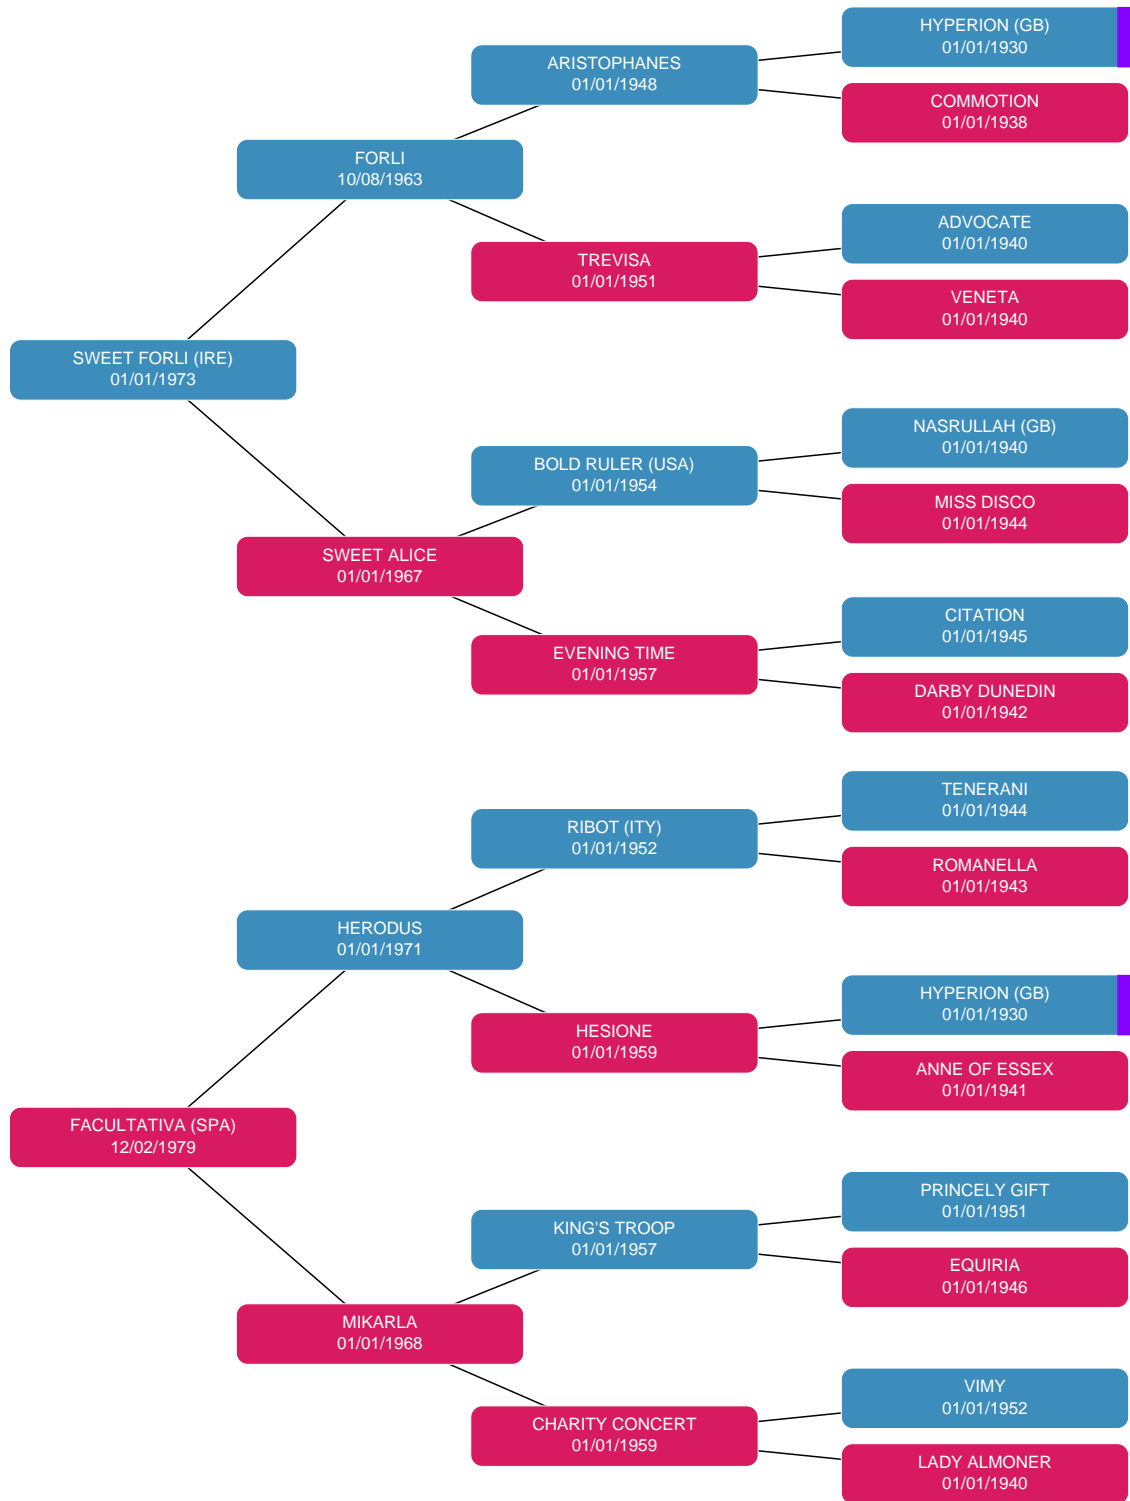 HYPERION (GB)
01/01/1930
ARISTOPHANES
01/01/1948
COMMOTION
01/01/1938
FORLI
10/08/1963
ADVOCATE
01/01/1940
TREVISA
01/01/1951
VENETA
01/01/1940
SWEET FORLI (IRE)
01/01/1973
NASRULLAH (GB)
01/01/1940
BOLD RULER (USA)
01/01/1954
MISS DISCO
01/01/1944
SWEET ALICE
01/01/1967
CITATION
01/01/1945
EVENING TIME
01/01/1957
DARBY DUNEDIN
01/01/1942
TENERANI
01/01/1944
RIBOT (ITY)
01/01/1952
ROMANELLA
01/01/1943
HERODUS
01/01/1971
HYPERION (GB)
01/01/1930
HESIONE
01/01/1959
ANNE OF ESSEX
01/01/1941
FACULTATIVA (SPA)
12/02/1979
PRINCELY GIFT
01/01/1951
KING'S TROOP
01/01/1957
EQUIRIA
01/01/1946
MIKARLA
01/01/1968
VIMY
01/01/1952
CHARITY CONCERT
01/01/1959
LADY ALMONER
01/01/1940